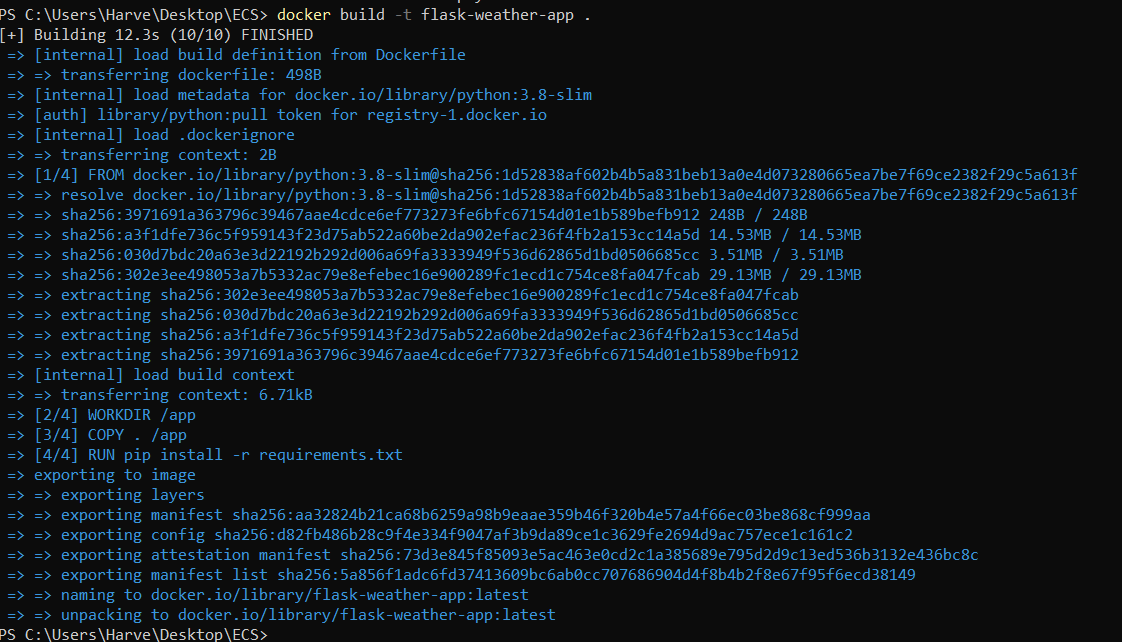 PS C:\Users\Harve\Desktop\ECS> docker build -t flask-weather-app .
[+] Building 12.3s (10/10) FINISHED
=> [internal] load build definition from Dockerfile
=> => transferring dockerfile: 498B
=> [internal] load metadata for docker.io/library/python:3.8-slim
=> [auth] library/python:pull token for registry-1.docker.io
=> [internal] load .dockerignore
=> => transferring context: 2B
=> [1/4] FROM docker.io/library/python:3.8-slim@sha256:1d52838af602b4b5a831beb13a0e4d073280665ea7be7f69ce2382f29c5a613f
=> => resolve docker.io/library/python:3.8-slim@sha256:1d52838af602b4b5a831beb13a0e4d073280665ea7be7f69ce2382f29c5a613f
=> => sha256:3971691a363796c39467aae4cdce6ef773273fe6bfc67154d01e1b589befb912 248B / 248B
=> => sha256:a3f1dfe736c5f959143f23d75ab522a60be2da902efac236f4fb2a153cc14a5d 14.53MB / 14.53MB
=> => sha256:030d7bdc20a63e3d22192b292d006a69fa3333949f536d62865d1bd0506685cc 3.51MB / 3.51MB
=> => sha256:302e3ee498053a7b5332ac79e8efebec16e900289fc1ecd1c754ce8fa047fcab 29.13MB / 29.13MB
=> => extracting sha256:302e3ee498053a7b5332ac79e8efebec16e900289fc1ecd1c754ce8fa047fcab
=> => extracting sha256:030d7bdc20a63e3d22192b292d006a69fa3333949f536d62865d1bd0506685cc
=> => extracting sha256:a3f1dfe736c5f959143f23d75ab522a60be2da902efac236f4fb2a153cc14a5d
=> => extracting sha256:3971691a363796c39467aae4cdce6ef773273fe6bfc67154d01e1b589befb912
=> [internal] load build context
=> => transferring context: 6.71kB
=> [2/4] WORKDIR /app
=> [3/4] COPY . /app
=> [4/4] RUN pip install -r requirements.txt
=> exporting to image
=> => exporting layers
=> => exporting manifest sha256:aa32824b21ca68b6259a98b9eaae359b46f320b4e57a4f66ec03be868cf999aa
=> => exporting config sha256:d82fb486b28c9f4e334f9047af3b9da89ce1c3629fe2694d9ac757ece1c161c2
=> => exporting attestation manifest sha256:73d3e845f85093e5ac463e0cd2c1a385689e795d2d9c13ed536b3132e436bc8c
=> => exporting manifest list sha256:5a856f1adc6fd37413609bc6ab0cc707686904d4f8b4b2f8e67f95f6ecd38149
=> => naming to docker.io/library/flask-weather-app:latest
=> => unpacking to docker.io/library/flask-weather-app:latest
PS C:\Users\Harve\Desktop\ECS>